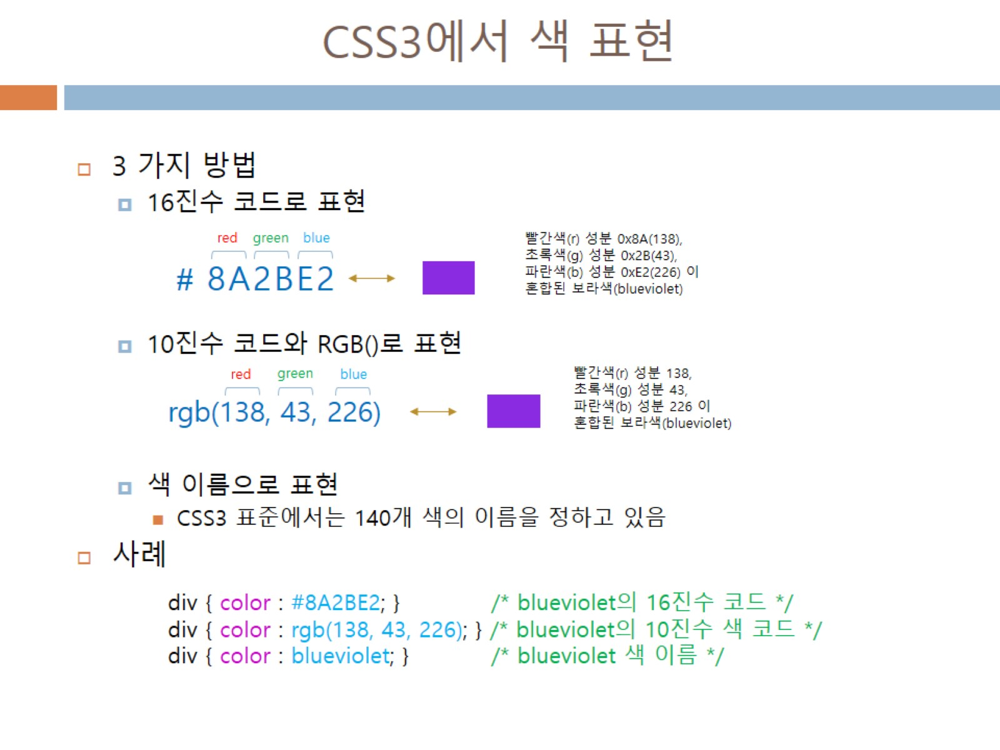 CSS3에서 색 표현
3 가지 방법
16진수 코드로 표현
red green blue
# 8A2BE2
빨간색(r) 성분 0x8A(138),
초록색(g) 성분 0x2B(43),
파란색(b) 성분 0xE2(226) 이
혼합된 보라색(blueviolet)
10진수 코드와 RGB()로 표현
red green blue
rgb(138, 43, 226)
빨간색(r) 성분 138,
초록색(g) 성분 43,
파란색(b) 성분 226 이
혼합된 보라색(blueviolet)
색 이름으로 표현
CSS3 표준에서는 140개 색의 이름을 정하고 있음
사례
div { color : #8A2BE2; } /* blueviolet의 16진수 코드 */
div { color : rgb(138, 43, 226); } /* blueviolet의 10진수 색 코드 */
div { color : blueviolet; } /* blueviolet 색 이름 */